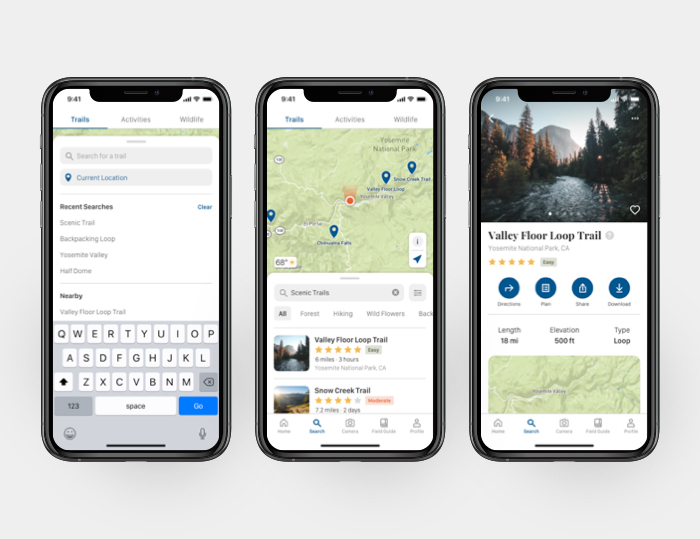 9:41
Trails Activities Wildlife
Search for a trail
Current Location
Recent Searches Clear
Scenic Trail
Backpacking Loop
Yosemite Valley
Half Dome
Nearby
Valley Floor Loop Trail
Q W E R T Y U I O P
A S D F G H J K L
Z X C V B N M
123 space Go
9:41
Trails Activities Wildlife
Yosemite
National Park
Snow Creek Trail
Valley Floor Loop
Yosemite Valley
El Portal
Chilnualna Falls
68°
Scenic Trails
All Forest Hiking Wild Flowers Back
Valley Floor Loop Trail
Easy
6 miles · 3 hours
Yosemite National Park, CA
Snow Creek Trail
Moderate
7.2 miles · 2 days
Home Search Camera Field Guide Profile
9:41
Valley Floor Loop Trail ?
Yosemite National Park, CA
Easy
Directions Plan Share Download
Length Elevation Type
18 mi 500 ft Loop
Yosemite Valley
Home Search Camera Field Guide Profile